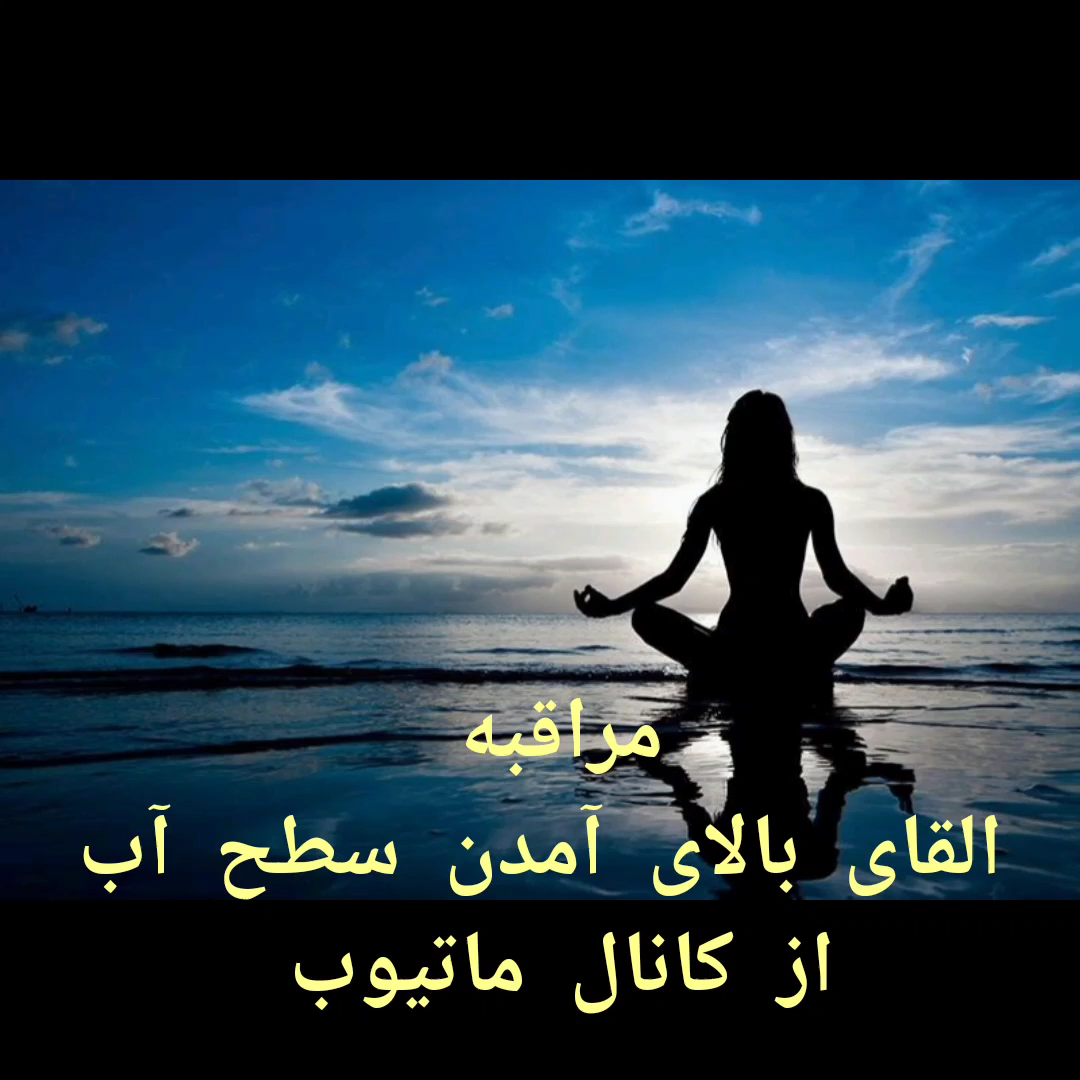 مراقبه
القای بالای آمدن سطح آب
از کانال ماتیوب